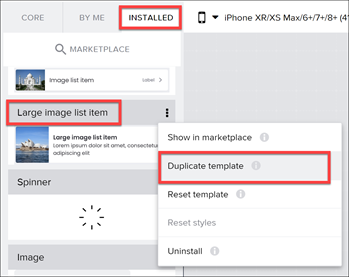 CORE BY ME INSTALLED
iPhone XR/XS Max/6+/7+/8+ (4
MARKETPLACE
Image list item Label
Large image list item
Large image list item
Lorem ipsum dolor sit amet, consectetur
adipiscing elit
Show in marketplace
Duplicate template
Reset template
Reset styles
Uninstall
Spinner
Image